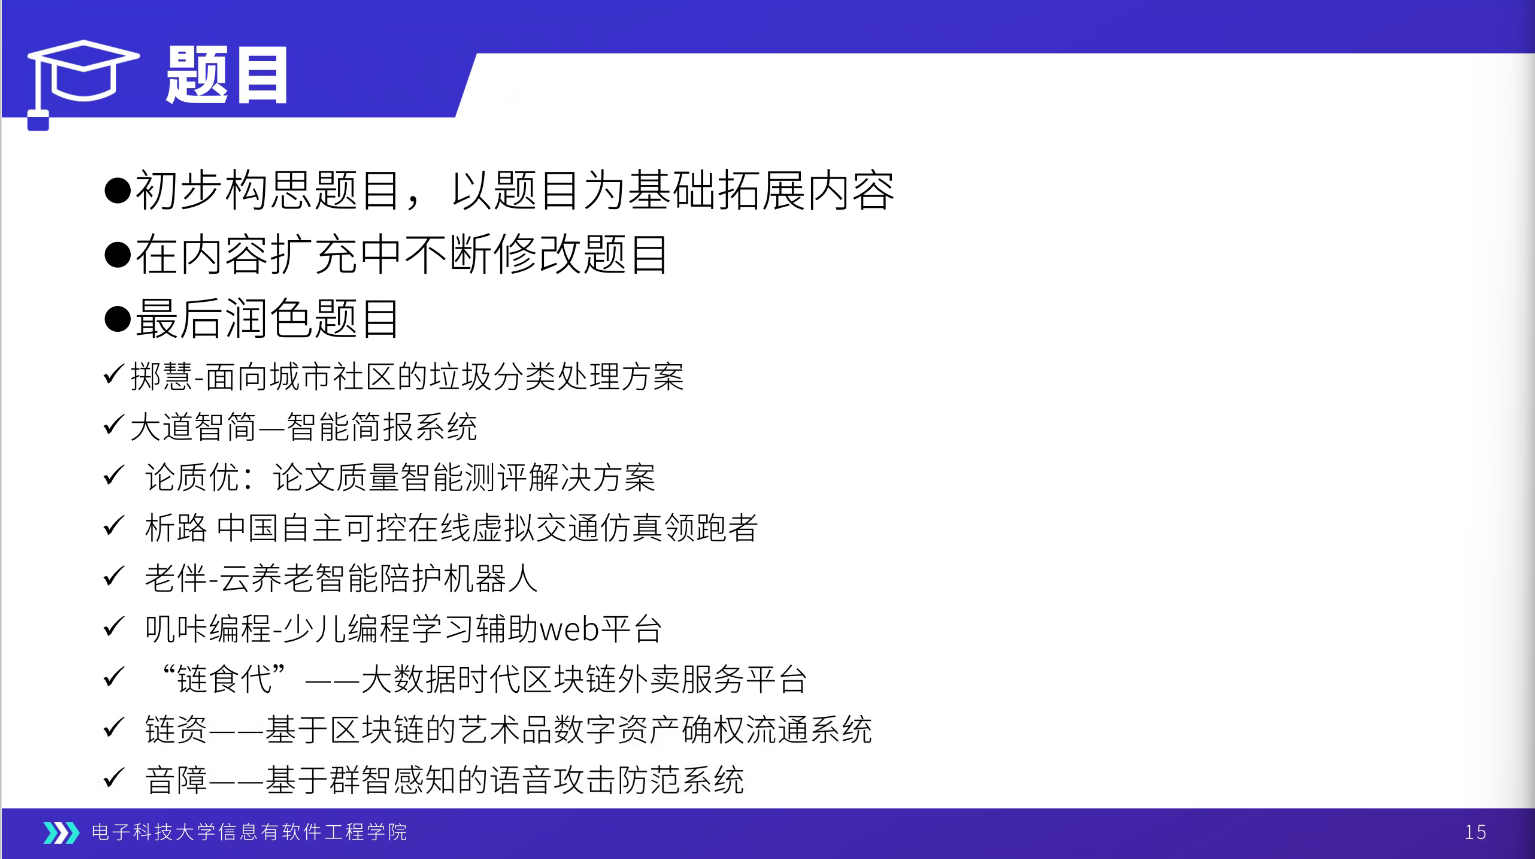 题目
●初步构思题目，以题目为基础拓展内容
●在内容扩充中不断修改题目
●最后润色题目
✓掷慧-面向城市社区的垃圾分类处理方案
✓大道智简—智能简报系统
✓ 论质优：论文质量智能测评解决方案
✓ 析路 中国自主可控在线虚拟交通仿真领跑者
✓ 老伴-云养老智能陪护机器人
✓ 叽咔编程-少儿编程学习辅助web平台
✓ “链食代”——大数据时代区块链外卖服务平台
✓ 链资——基于区块链的艺术品数字资产确权流通系统
✓ 音障——基于群智感知的语音攻击防范系统
电子科技大学信息有软件工程学院
15